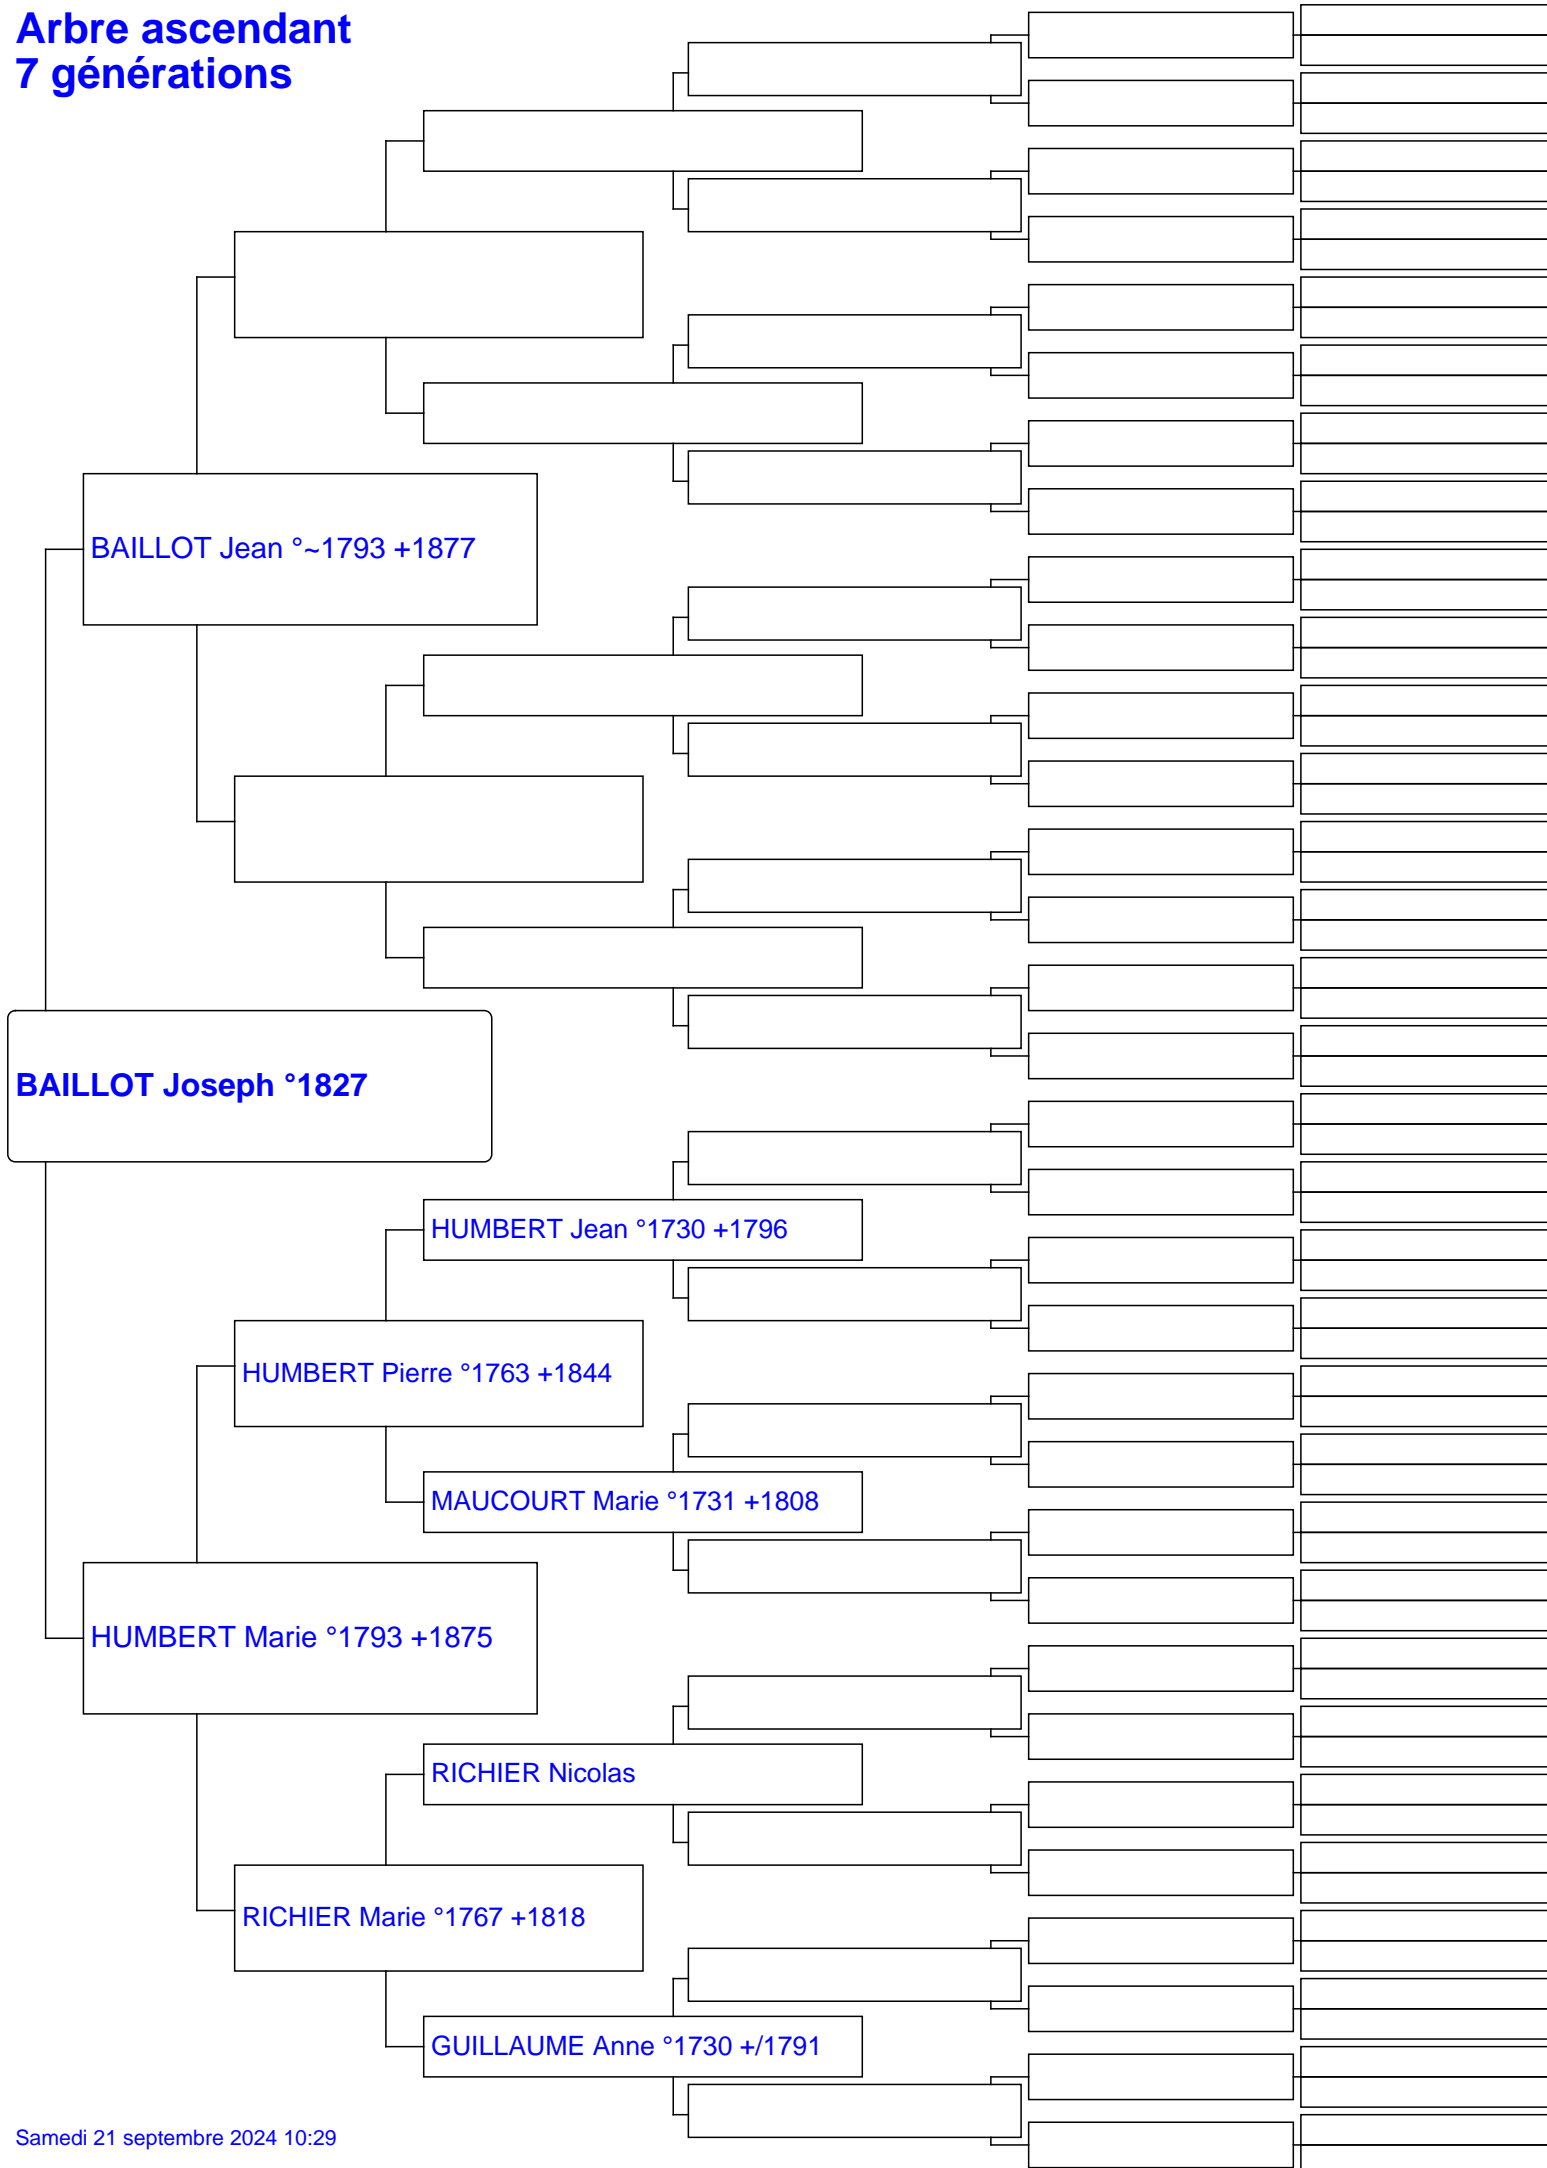 Arbre ascendant
7 générations
BAILLOT Jean °~1793 +1877
BAILLOT Joseph °1827
HUMBERT Jean °1730 +1796
HUMBERT Pierre °1763 +1844
MAUCOURT Marie °1731 +1808
HUMBERT Marie °1793 +1875
RICHIER Nicolas
RICHIER Marie °1767 +1818
GUILLAUME Anne °1730 +/1791
Samedi 21 septembre 2024 10:29